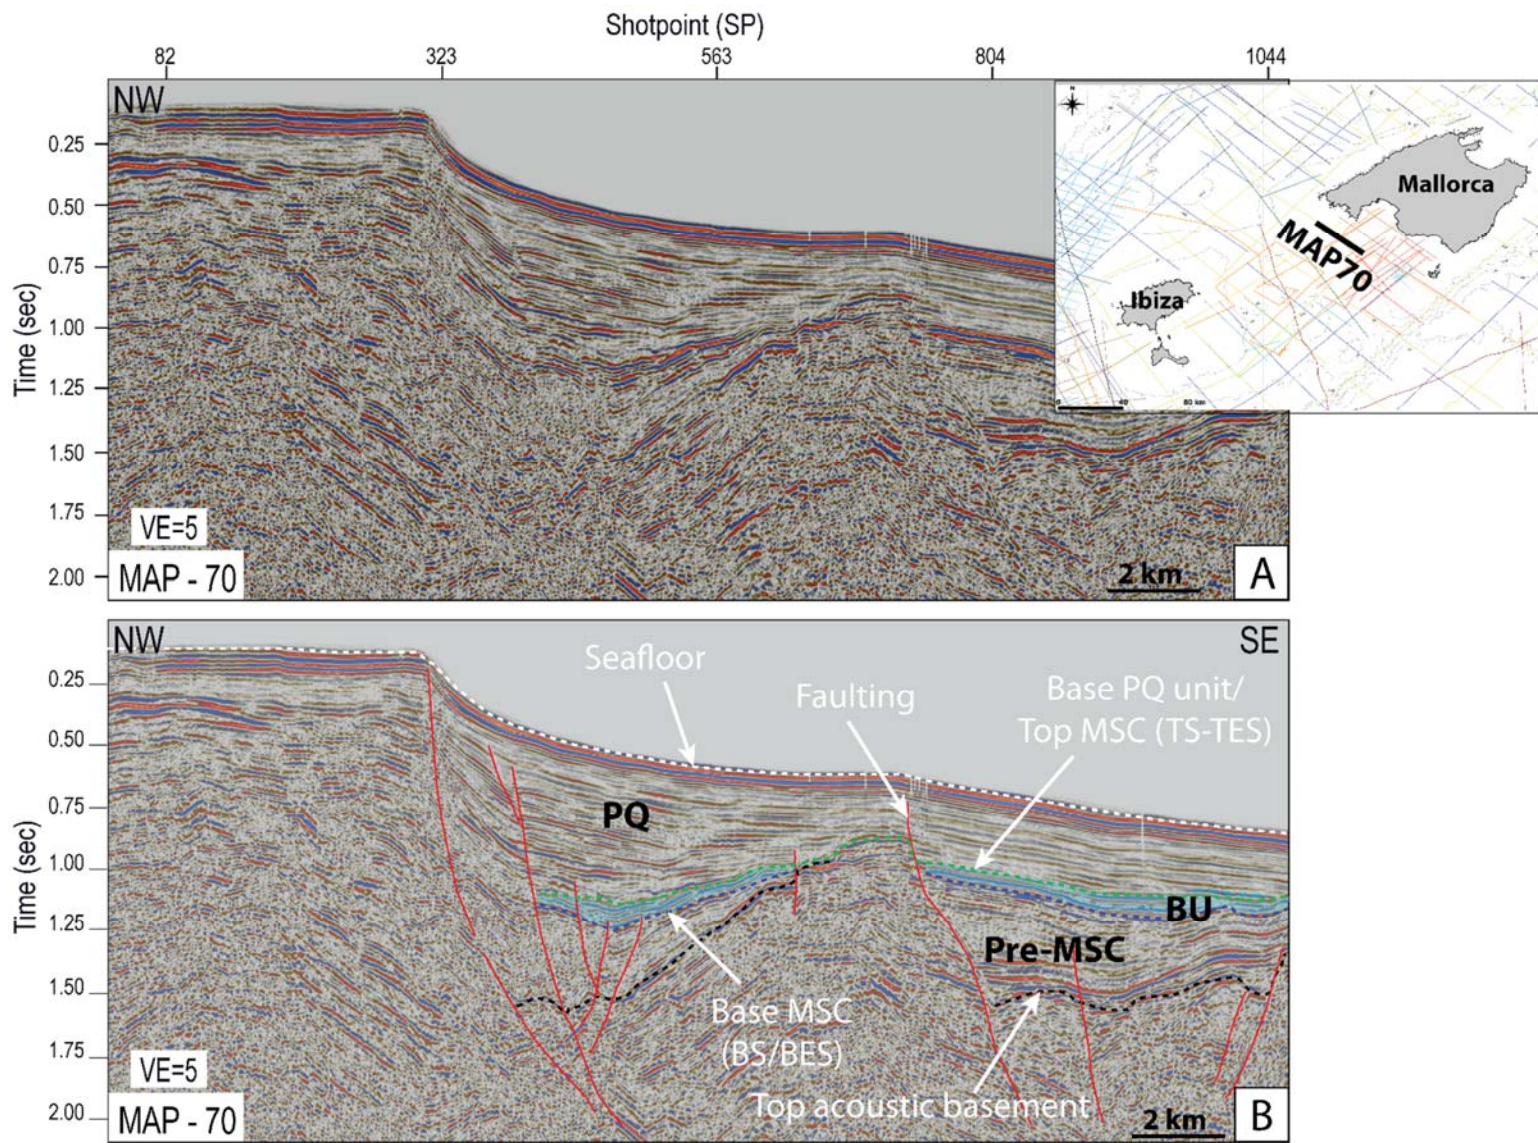 Shotpoint (SP)
82 323 563 804 1044
NW
N
Mallorca
MAP70
Ibiza
0 40 80 km
Time (sec)
0.25
0.50
0.75
1.00
1.25
1.50
1.75
2.00
VE=5
MAP - 70
2 km
A
NW
SE
Seafloor
Faulting
Base PQ unit/
Top MSC (TS-TES)
Time (sec)
0.25
0.50
0.75
1.00
1.25
1.50
1.75
2.00
PQ
BU
Pre-MSC
Base MSC
(BS/BES)
Top acoustic basement
VE=5
MAP - 70
2 km
B